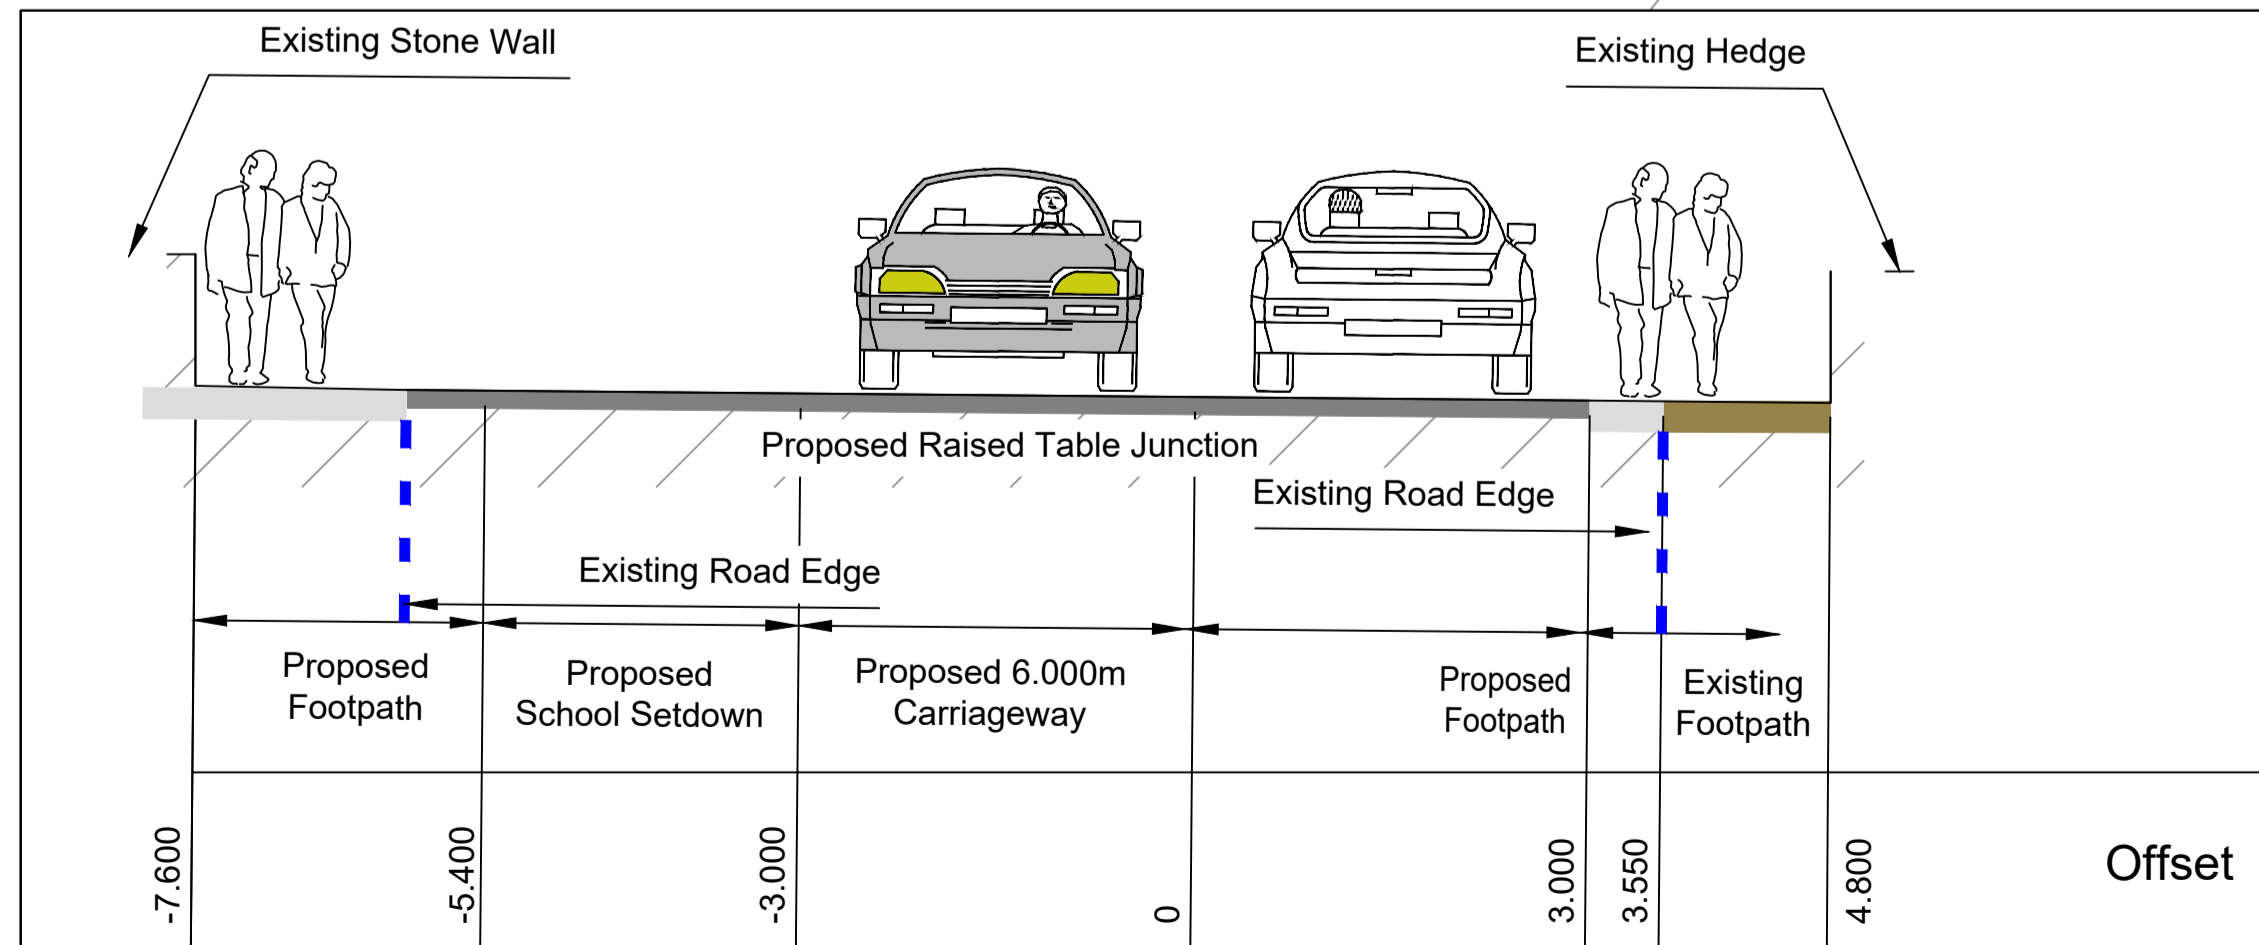 Existing Stone Wall
Existing Hedge
Proposed Raised Table Junction
Existing Road Edge
Existing Road Edge
Proposed
Footpath
Proposed
School Setdown
Proposed 6.000m
Carriageway
Proposed
Footpath
Existing
Footpath
-7.600
-5.400
-3.000
0
3.000
3.550
4.800
Offset